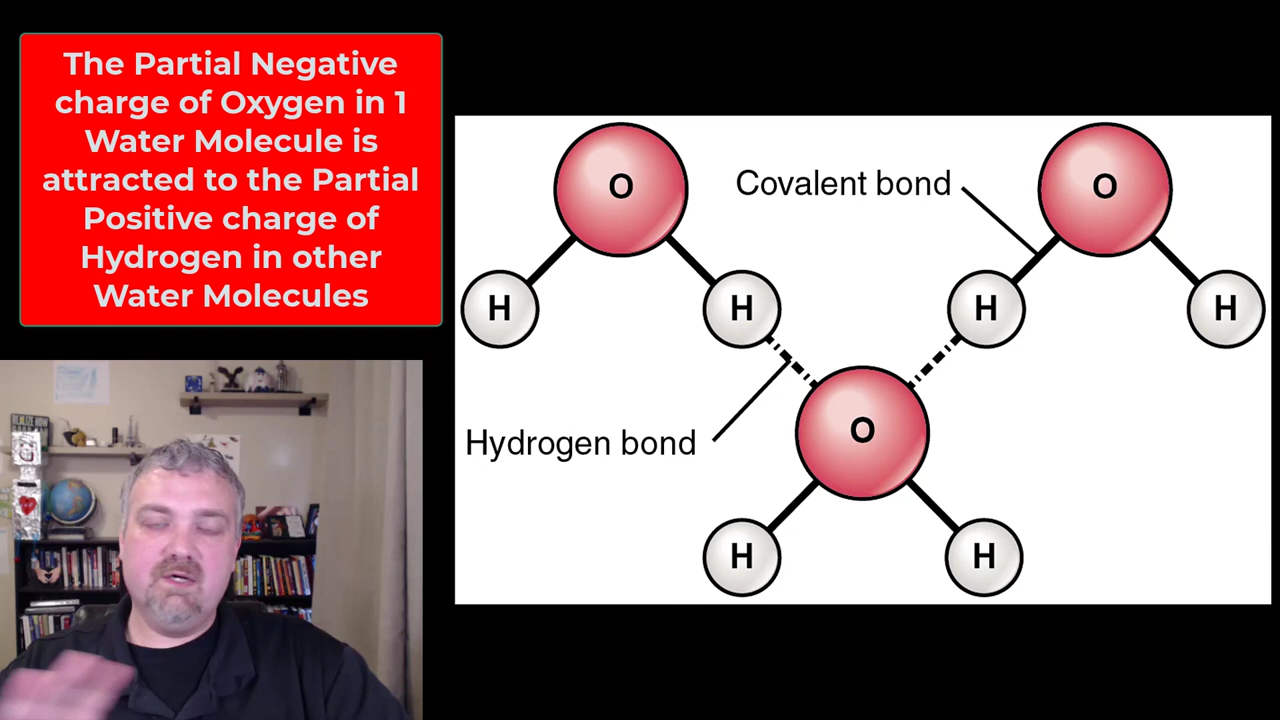 The Partial Negative
charge of Oxygen in 1
Water Molecule is
attracted to the Partial
Positive charge of
Hydrogen in other
Water Molecules
O
Covalent bond
O
H
H
H
H
O
Hydrogen bond
H
H